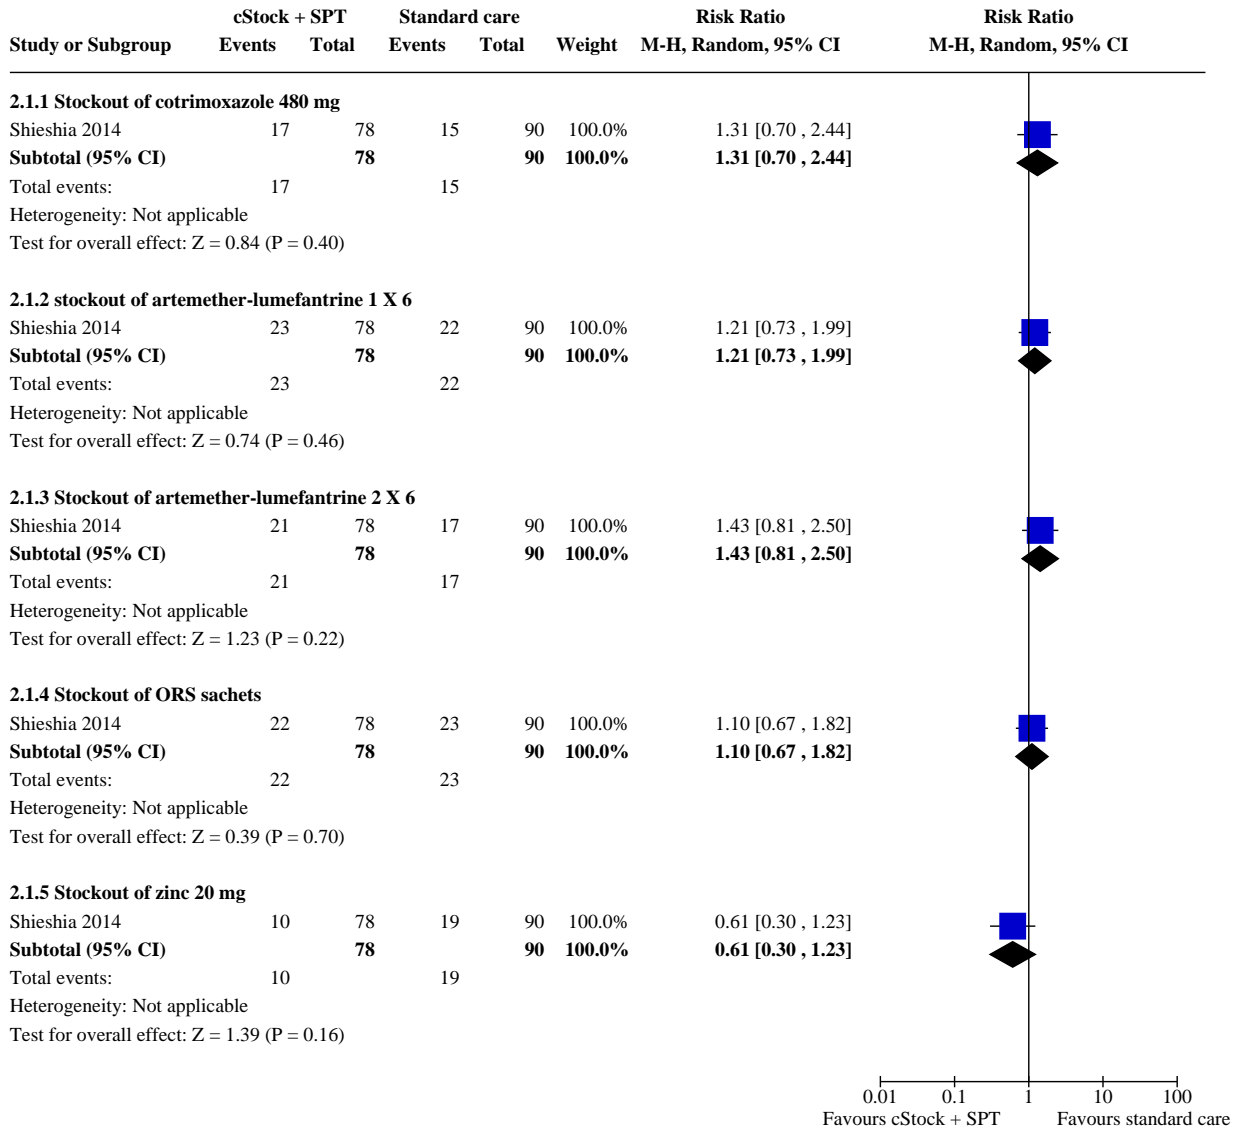 cStock + SPT Standard care Risk Ratio Risk Ratio
Study or Subgroup Events Total Events Total Weight M-H, Random, 95% CI M-H, Random, 95% CI
2.1.1 Stockout of cotrimoxazole 480 mg
Shieshia 2014 17 78 15 90 100.0% 1.31 [0.70 , 2.44]
Subtotal (95% CI) 78 90 100.0% 1.31 [0.70 , 2.44]
Total events: 17 15
Heterogeneity: Not applicable
Test for overall effect: Z = 0.84 (P = 0.40)
2.1.2 stockout of artemether-lumefantrine 1 X 6
Shieshia 2014 23 78 22 90 100.0% 1.21 [0.73 , 1.99]
Subtotal (95% CI) 78 90 100.0% 1.21 [0.73 , 1.99]
Total events: 23 22
Heterogeneity: Not applicable
Test for overall effect: Z = 0.74 (P = 0.46)
2.1.3 Stockout of artemether-lumefantrine 2 X 6
Shieshia 2014 21 78 17 90 100.0% 1.43 [0.81 , 2.50]
Subtotal (95% CI) 78 90 100.0% 1.43 [0.81 , 2.50]
Total events: 21 17
Heterogeneity: Not applicable
Test for overall effect: Z = 1.23 (P = 0.22)
2.1.4 Stockout of ORS sachets
Shieshia 2014 22 78 23 90 100.0% 1.10 [0.67 , 1.82]
Subtotal (95% CI) 78 90 100.0% 1.10 [0.67 , 1.82]
Total events: 22 23
Heterogeneity: Not applicable
Test for overall effect: Z = 0.39 (P = 0.70)
2.1.5 Stockout of zinc 20 mg
Shieshia 2014 10 78 19 90 100.0% 0.61 [0.30 , 1.23]
Subtotal (95% CI) 78 90 100.0% 0.61 [0.30 , 1.23]
Total events: 10 19
Heterogeneity: Not applicable
Test for overall effect: Z = 1.39 (P = 0.16)
0.01 0.1 1 10 100
Favours cStock + SPT Favours standard care